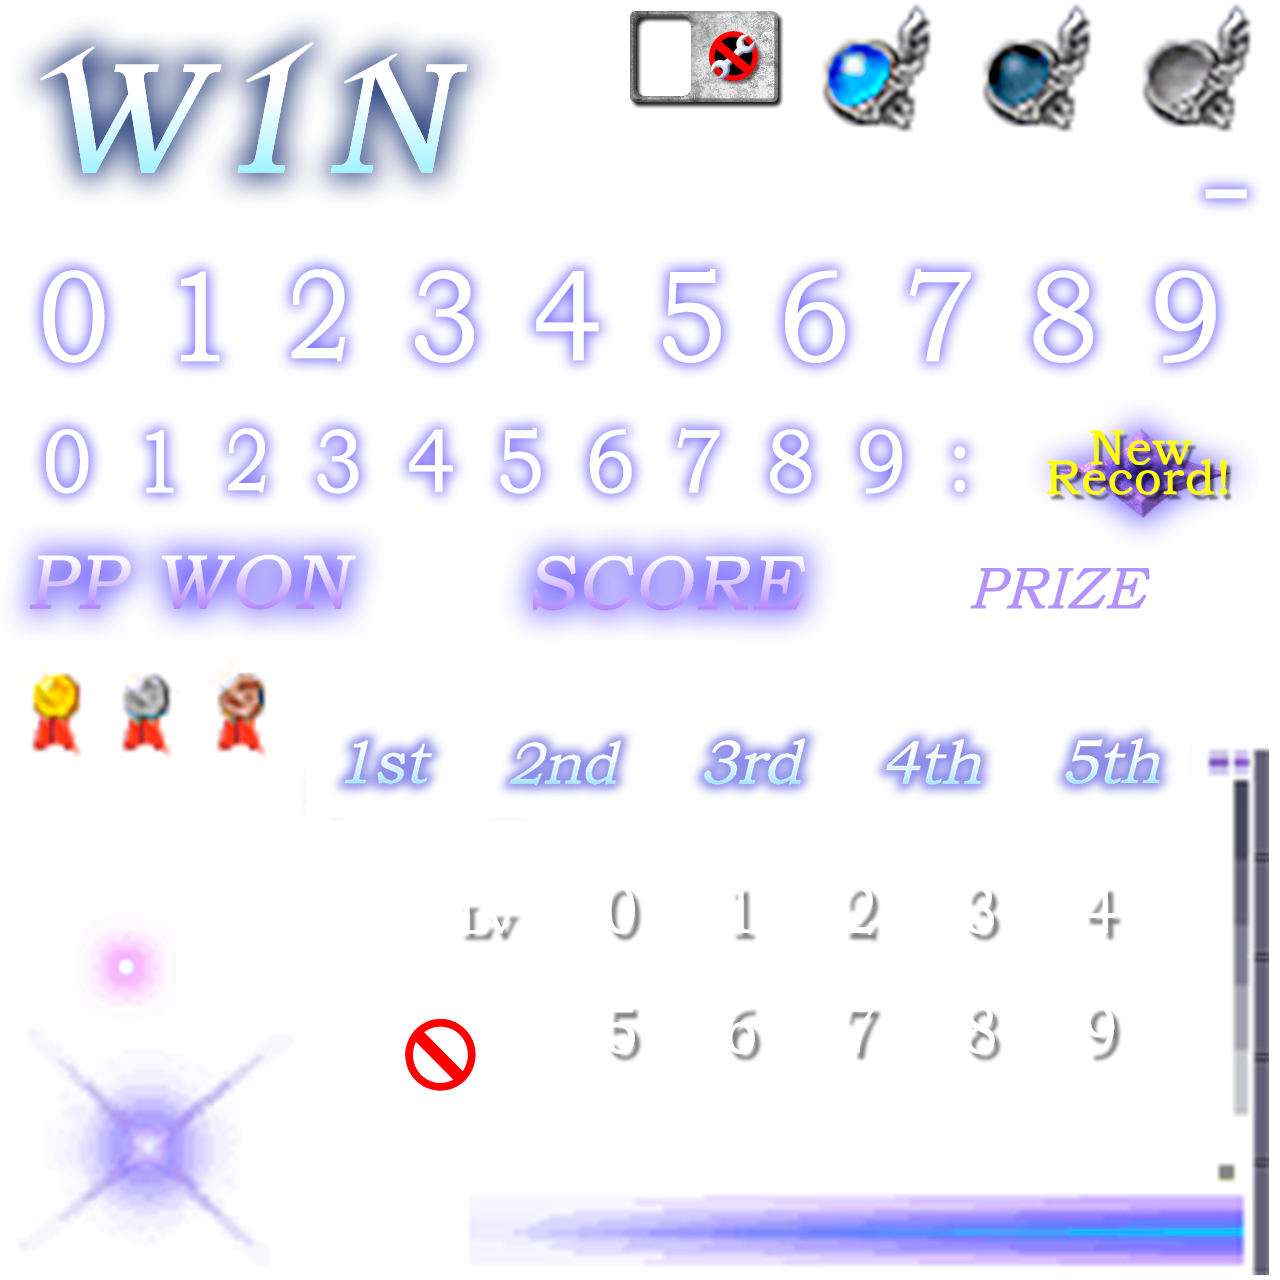 WIN
–
0 1 2 3 4 5 6 7 8 9
0 1 2 3 4 5 6 7 8 9 :
New
Record!
PP WON SCORE PRIZE
1st 2nd 3rd 4th 5th
Lv 0 1 2 3 4
5 6 7 8 9